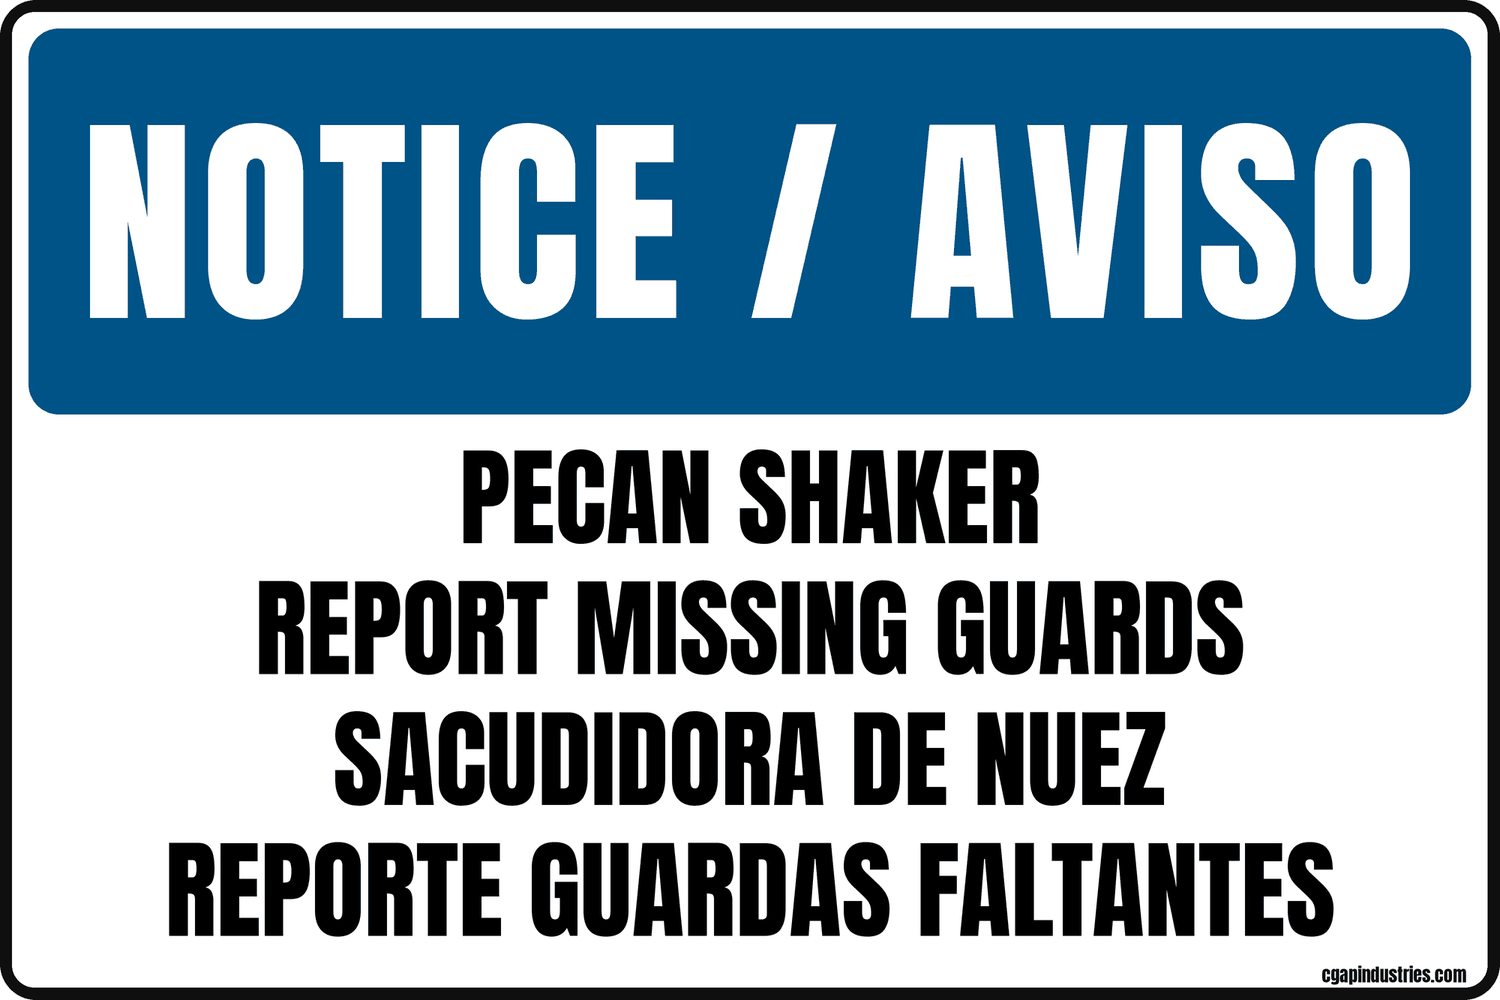 NOTICE / AVISO
PECAN SHAKER
REPORT MISSING GUARDS
SACUDIDORA DE NUEZ
REPORTE GUARDAS FALTANTES
cgapindustries.com